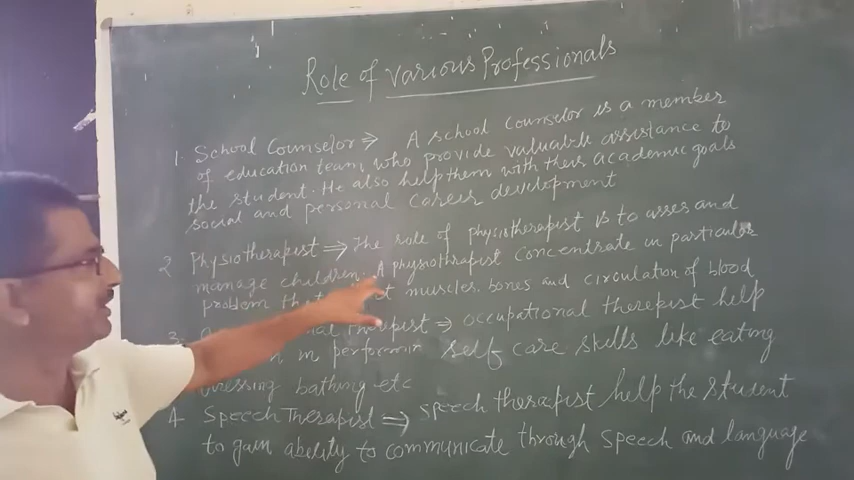 Role of Various Professionals
1. School Counselor ⇒ A school counselor is a member
of education team, who provide valuable assistance to
the student. He also help them with their academic goals
social and personal career development
2 Physiotherapist ⇒ The role of physiotherapist is to asses and
manage children. A physiotherapist concentrate in particular
problem muscles. bones and circulation of blood
3. therapist ⇒ occupational therepist help
in performin self care skills like eating
dressing bathing etc
4. Speech Therapist ⇒ speech therapist help the student
to gain ability to communicate through speech and language